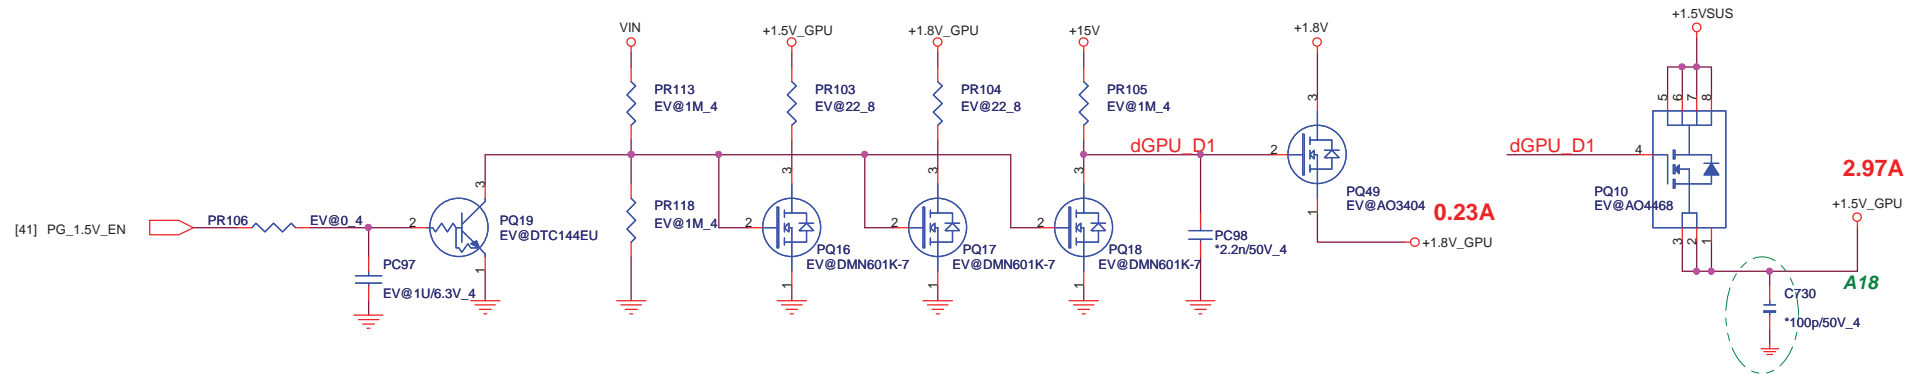 VIN
+1.5V_GPU
+1.8V_GPU
+15V
+1.8V
+1.5VSUS
PR113
EV@1M_4
PR103
EV@22_8
PR104
EV@22_8
PR105
EV@1M_4
3
5
6
7
8
dGPU_D1
2
dGPU_D1
4
2.97A
3
3
3
3
PQ49
EV@AO3404
1
0.23A
PQ10
EV@AO4468
+1.5V_GPU
[41] PG_1.5V_EN
PR106
EV@0_4
2
PQ19
EV@DTC144EU
PR118
EV@1M_4
2
2
2
PC98
*2.2n/50V_4
+1.8V_GPU
3
2
1
PQ16
EV@DMN601K-7
PQ17
EV@DMN601K-7
PQ18
EV@DMN601K-7
PC97
EV@1U/6.3V_4
1
1
1
1
A18
C730
*100p/50V_4